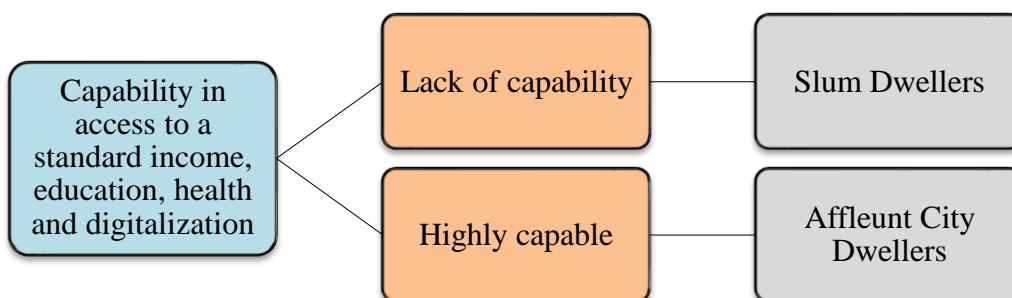 Capability in
access to a
standard income,
education, health
and digitalization
Lack of capability
Slum Dwellers
Highly capable
Affleunt City
Dwellers